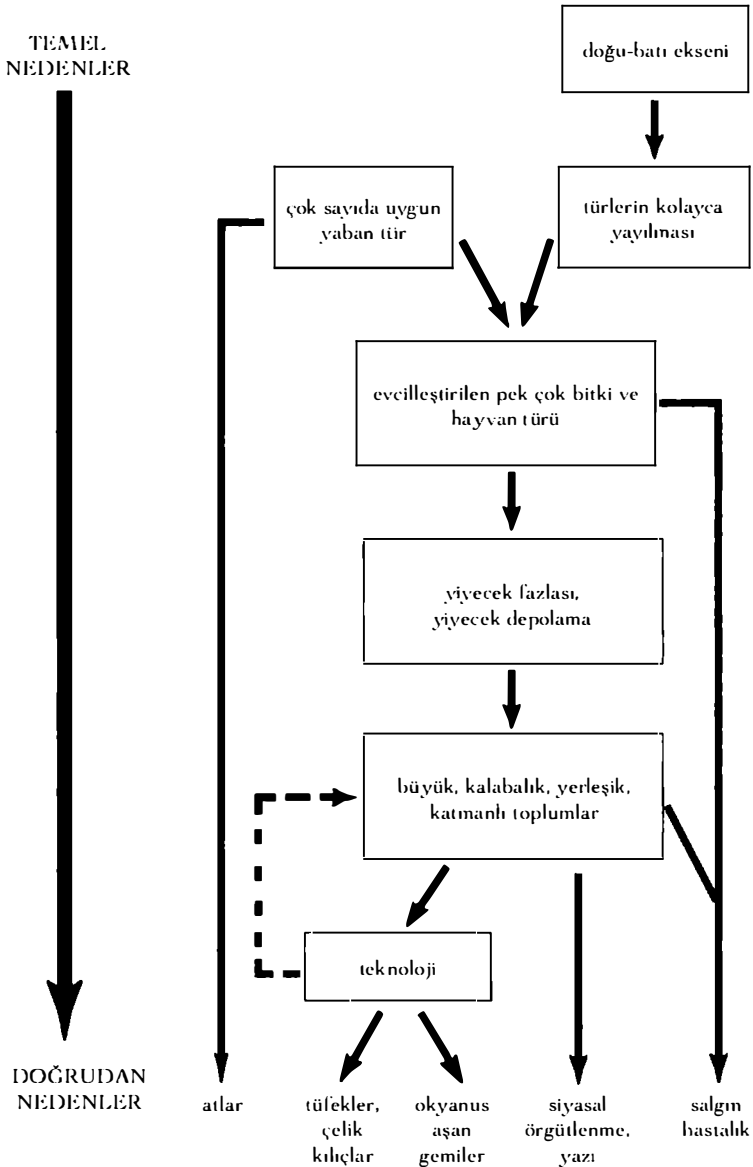 TEMEL
NEDENLER
doğu-batı ekseni
çok sayıda uygun
yaban tür
türlerin kolayca
yayılması
evcilleştirilen pek çok bitki ve
hayvan türü
yiyecek fazlası,
yiyecek depolama
büyük, kalabalık, yerleşik,
katmanlı toplumlar
teknoloji
DOĞRUDAN
NEDENLER
atlar
tüfekler,
çelik
kılıçlar
okyanus
aşan
gemiler
siyasal
örgütlenme,
yazı
salgın
hastalık